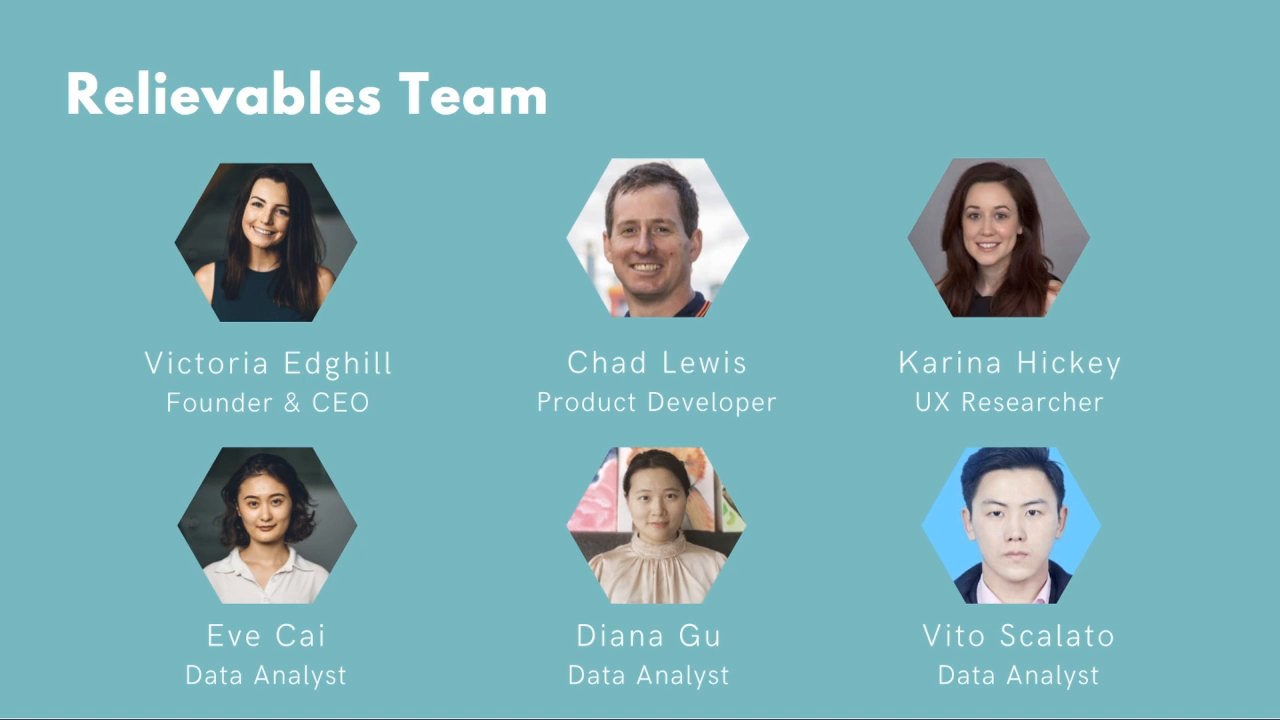 Relievables Team
Victoria Edghill
Founder & CEO
Chad Lewis
Product Developer
Karina Hickey
UX Researcher
Eve Cai
Data Analyst
Diana Gu
Data Analyst
Vito Scalato
Data Analyst